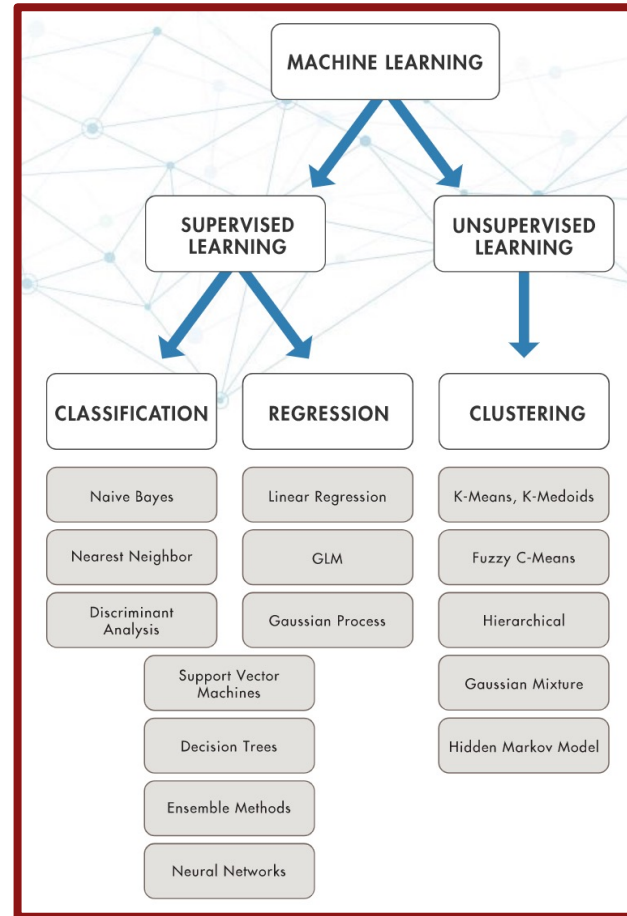 MACHINE LEARNING
SUPERVISED
LEARNING
UNSUPERVISED
LEARNING
CLASSIFICATION
REGRESSION
CLUSTERING
Naive Bayes
Linear Regression
K-Means, K-Medoids
Nearest Neighbor
GLM
Fuzzy C-Means
Discriminant
Analysis
Gaussian Process
Hierarchical
Support Vector
Machines
Gaussian Mixture
Decision Trees
Hidden Markov Model
Ensemble Methods
Neural Networks